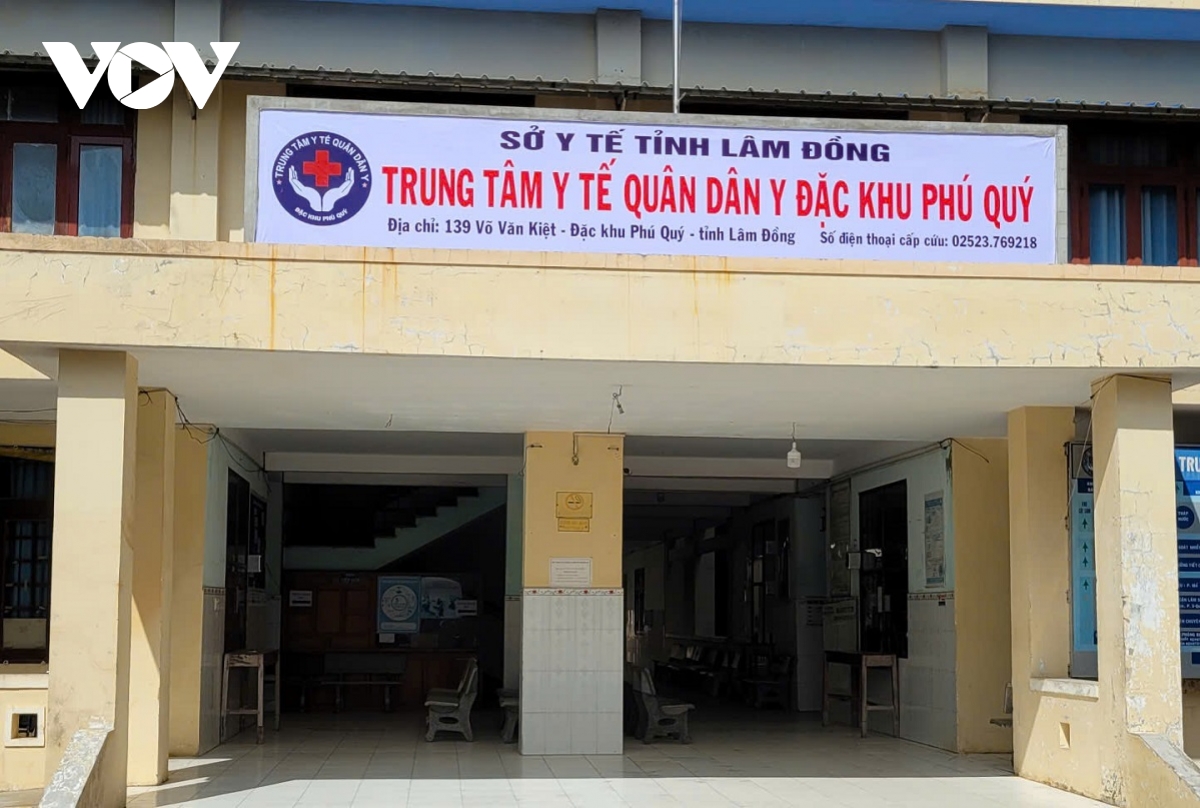 VOV
SỞ Y TẾ TỈNH LÂM ĐỒNG
TRUNG TÂM Y TẾ QUÂN DÂN Y
ĐẶC KHU PHÚ QUÝ
TRUNG TÂM Y TẾ QUÂN DÂN Y ĐẶC KHU PHÚ QUÝ
Địa chỉ: 139 Võ Văn Kiệt - Đặc khu Phú Quý - tỉnh Lâm Đồng Số điện thoại cấp cứu: 02523.769218
TRU